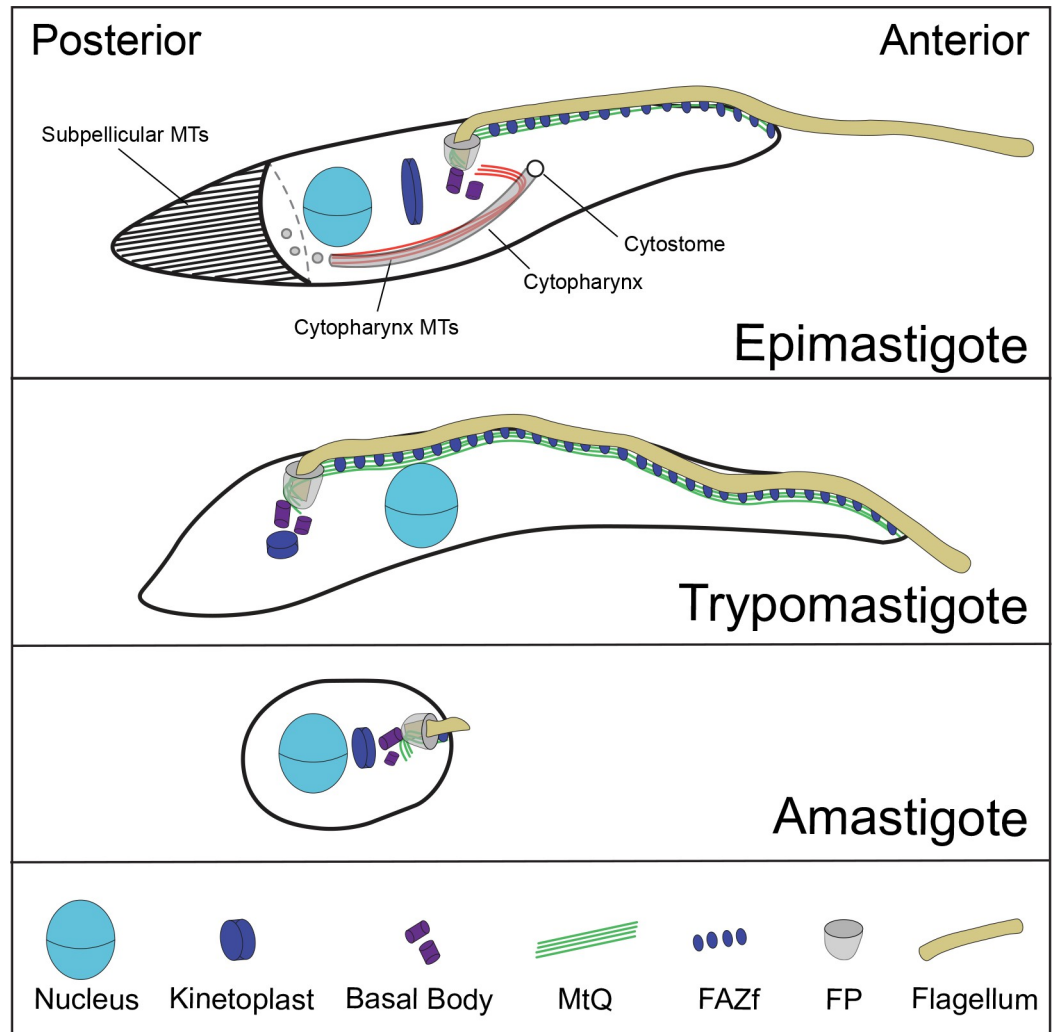 Posterior
Anterior
Subpellicular MTs
Cytostome
Cytopharynx
Cytopharynx MTs
Epimastigote
Trypomastigote
Amastigote
Nucleus
Kinetoplast
Basal Body
MtQ
FAZf
FP
Flagellum